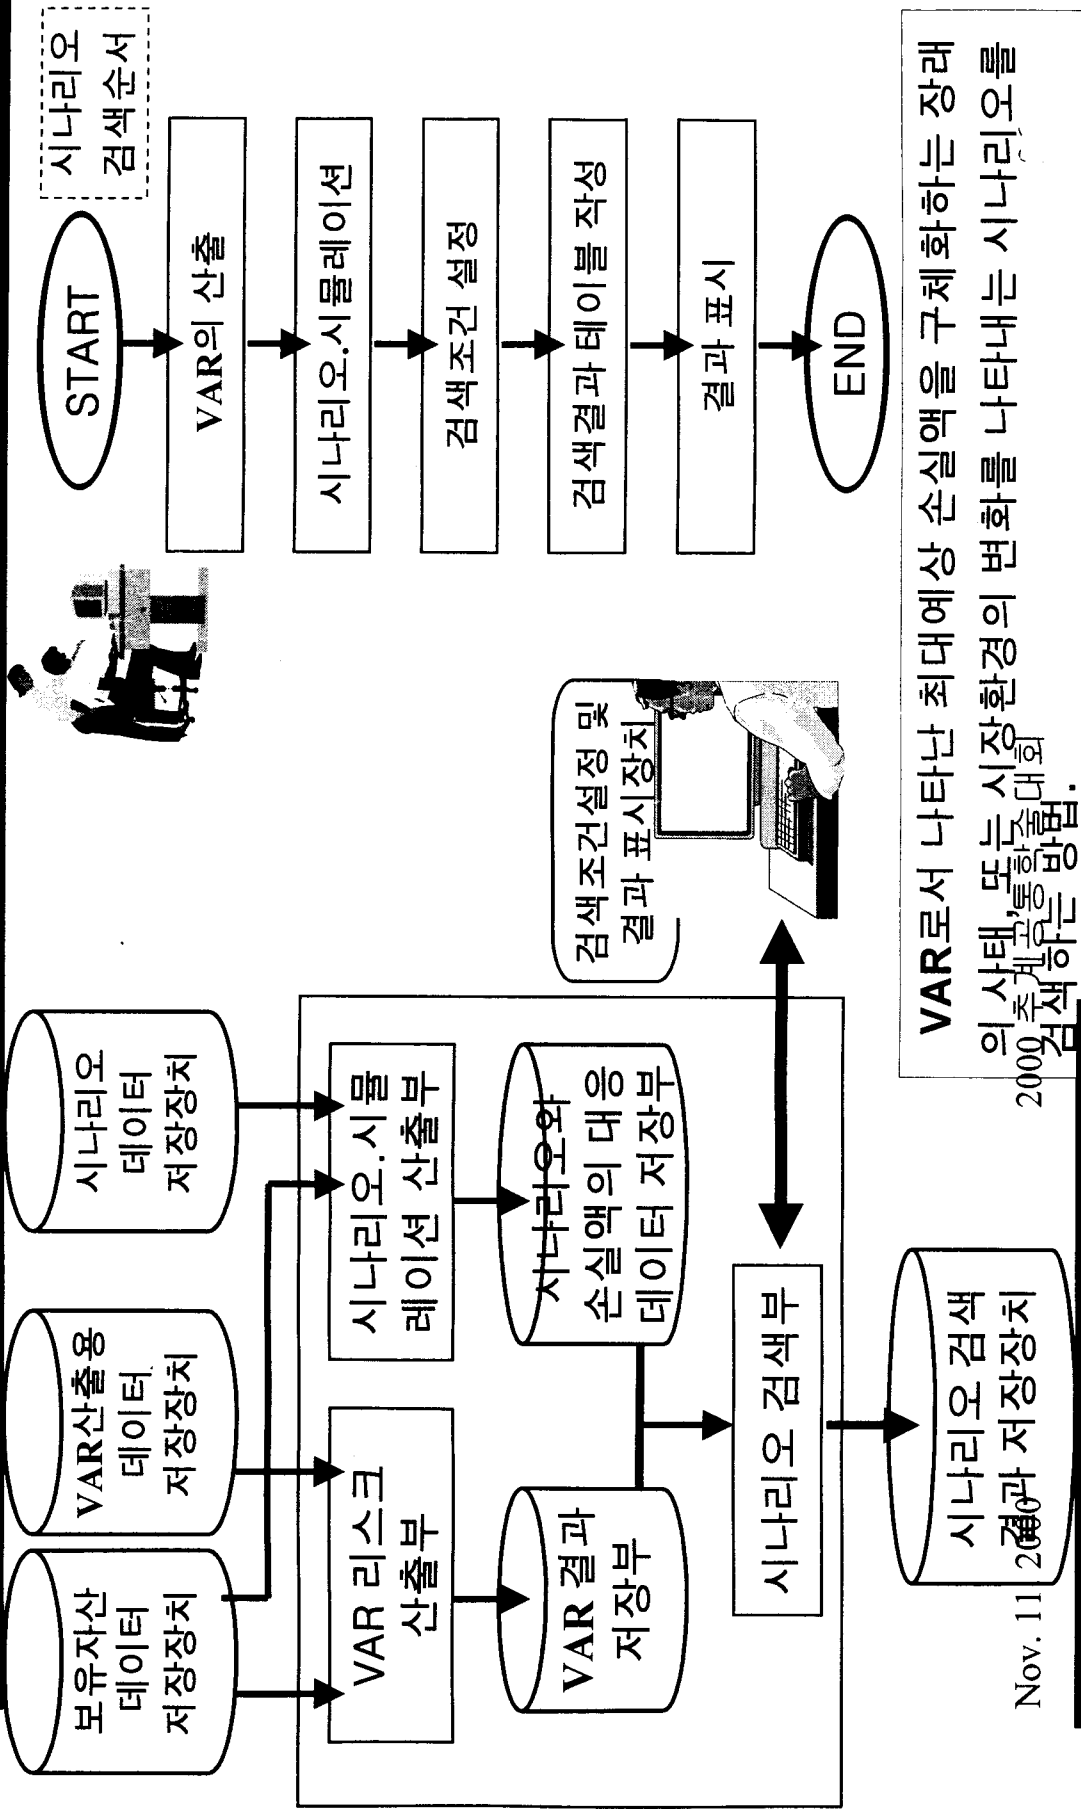 보유자산
데이터
저장장치
VAR산출용
데이터
저장장치
시나리오
데이터
저장장치
VAR 리스크
산출부
시나리오.시뮬
레이션 산출부
VAR 결과
저장부
시나리오와
손실액의 대응
데이터 저장부
시나리오 검색부
시나리오 검색
결과 저장장치
검색조건설정 및
결과 표시장치
시나리오
검색순서
START
VAR의 산출
시나리오.시뮬레이션
검색조건 설정
검색결과 테이블 작성
결과 표시
END
VAR로서 나타난 최대예상 손실액을 구체화하는 장래
의 사태, 또는 시장환경의 변화를 나타내는 시나리오를
검색하는 방법.
Nov. 11 2000
2000 추계공동학술대회